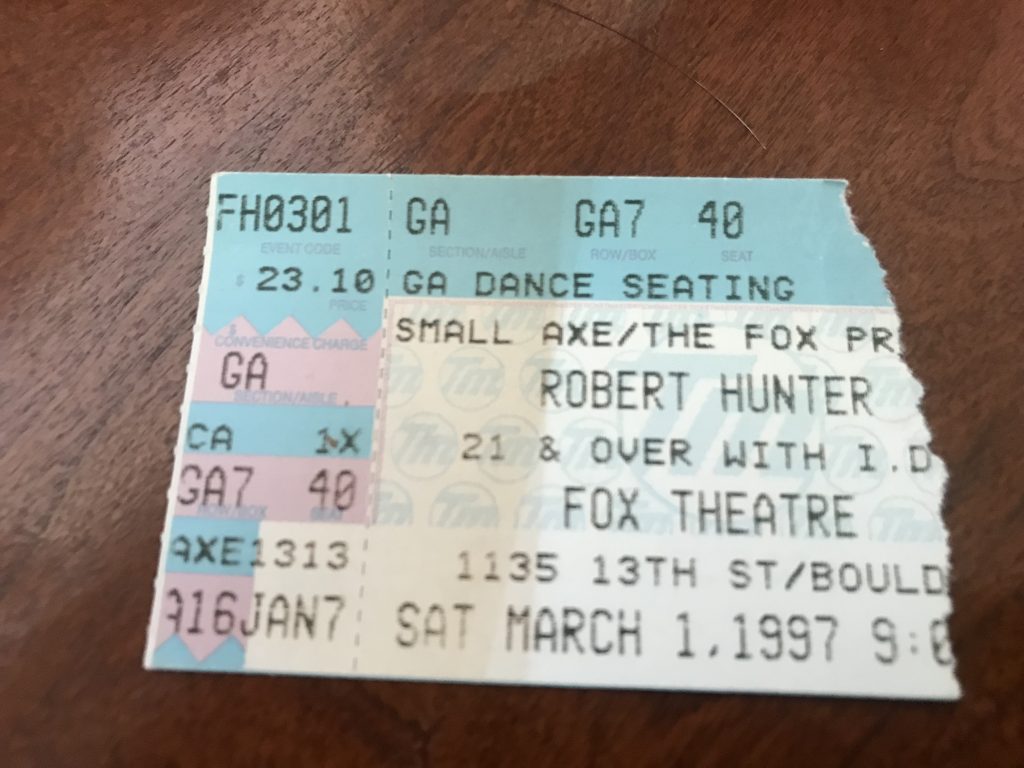 FH0301 GA GA7 40
EVENT CODE SECTION/AISLE ROW/BOX SEAT
$ 23.10 GA DANCE SEATING
PRICE
$
CONVENIENCE CHARGE
GA
SECTION/AISLE
CA 1X
GA7 40
ROW/BOX SEAT
AXE1313
A16JAN7
SMALL AXE/THE FOX PR
ROBERT HUNTER
21 & OVER WITH I.D
FOX THEATRE
1135 13TH ST/BOULD
SAT MARCH 1,1997 9:0